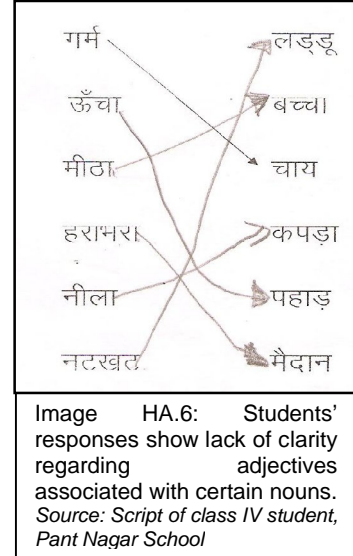 गर्म लड्डू
ऊँचा बच्चा
मीठा चाय
हराभरा कपड़ा
नीला पहाड़
नटखट मैदान
Image HA.6: Students'
responses show lack of clarity
regarding adjectives
associated with certain nouns.
Source: Script of class IV student,
Pant Nagar School